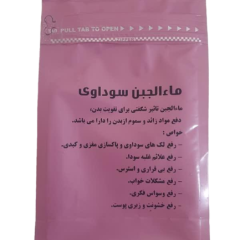 PULL TAB TO OPEN
ماءالجبن سوداوی
ماءالجبن تاثیر شگفتی برای تقویت بدن،
دفع مواد زائد و سموم ازبدن را دارا می باشد.
خواص :
- رفع لک های سوداوی و پاکسازی مغزی و کبدی.
- رفع علائم غلبه سودا.
- رفع بی قراری و استرس.
- رفع مشکلات خواب.
- رفع وسواس فکری.
- رفع خشونت و زبری پوست.